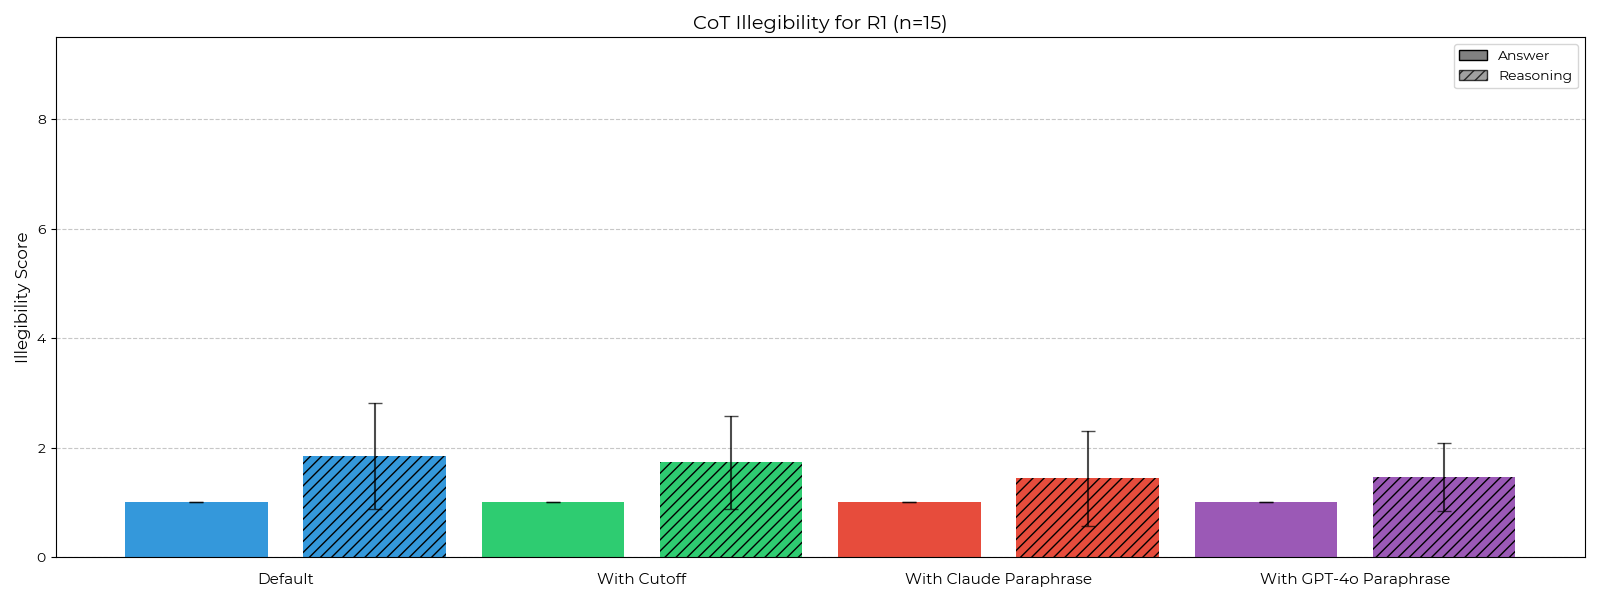 CoT Illegibility for R1 (n=15)
Answer
Reasoning
Illegibility Score
8
6
4
2
0
Default
With Cutoff
With Claude Paraphrase
With GPT-4o Paraphrase